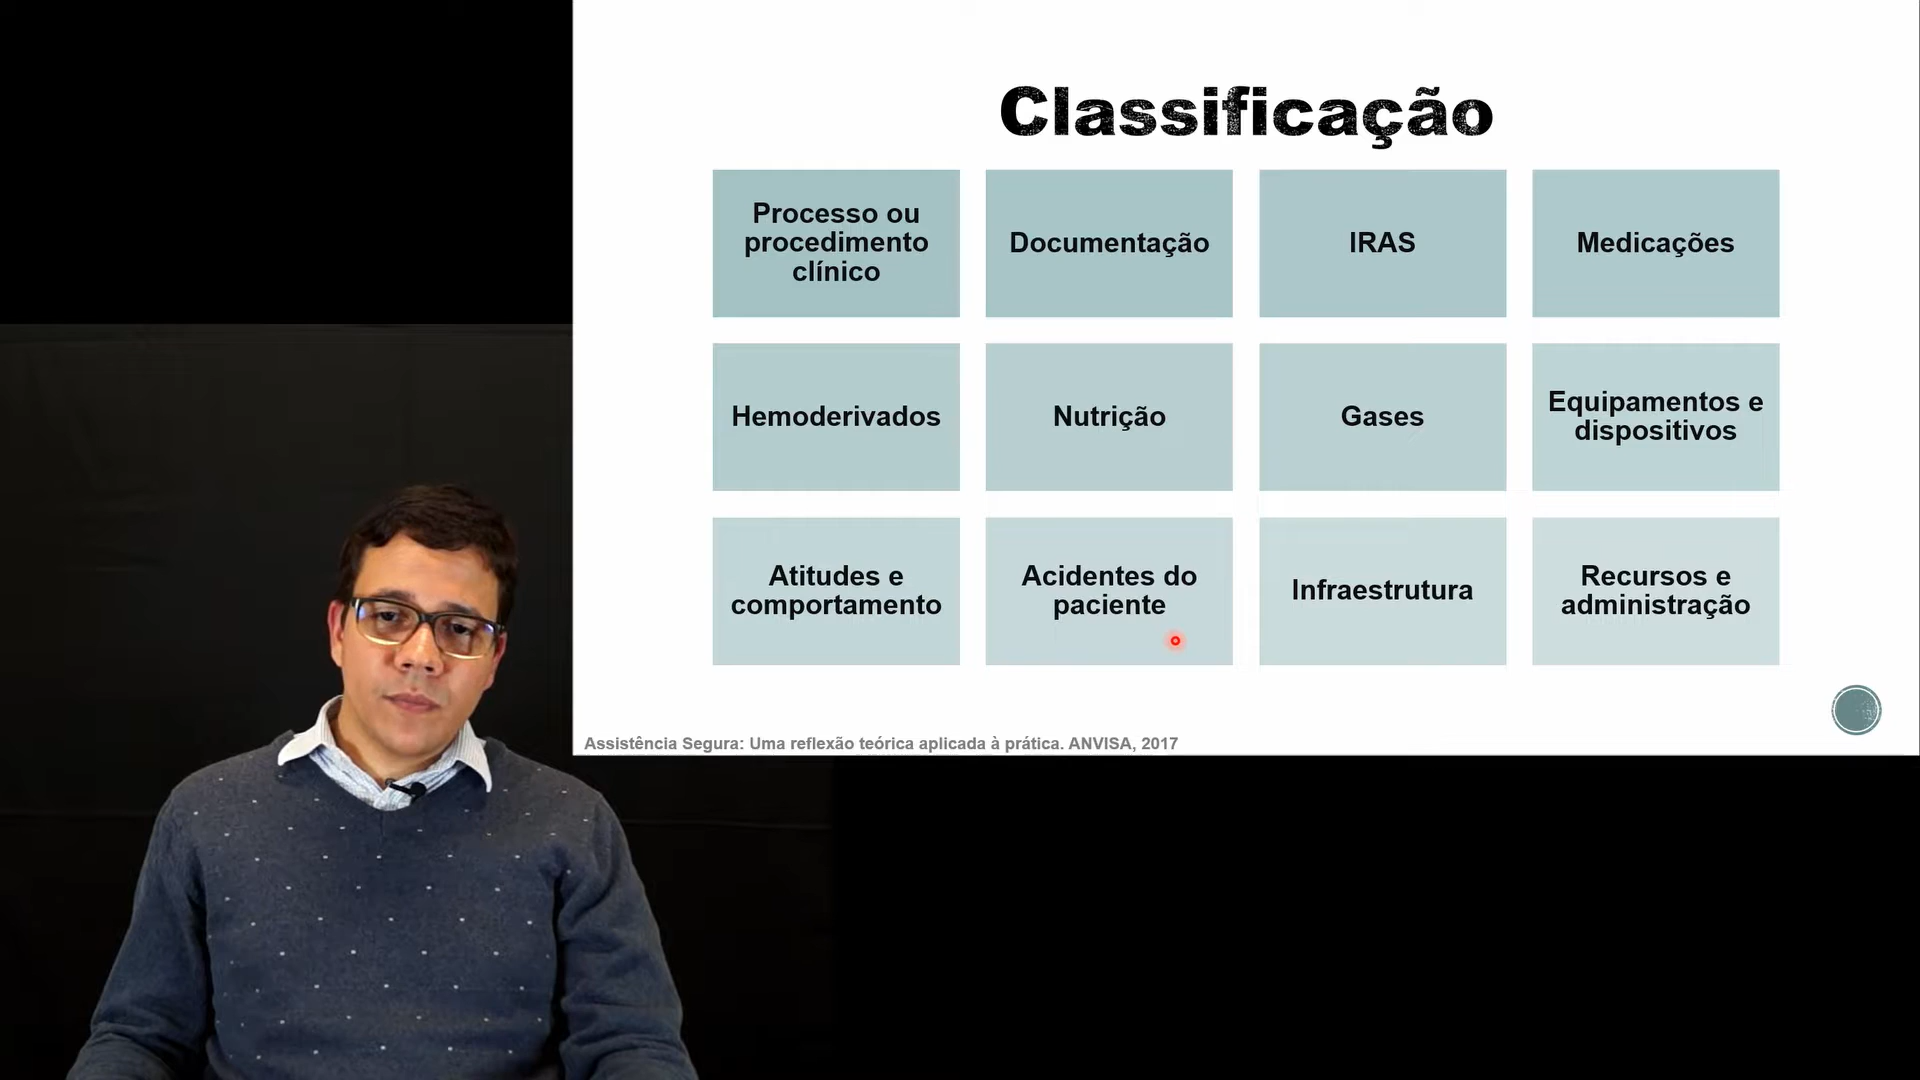 Classificação
Processo ou
procedimento
clínico
Documentação
IRAS
Medicações
Hemoderivados
Nutrição
Gases
Equipamentos e
dispositivos
Atitudes e
comportamento
Acidentes do
paciente
Infraestrutura
Recursos e
administração
Assistência Segura: Uma reflexão teórica aplicada à prática. ANVISA, 2017